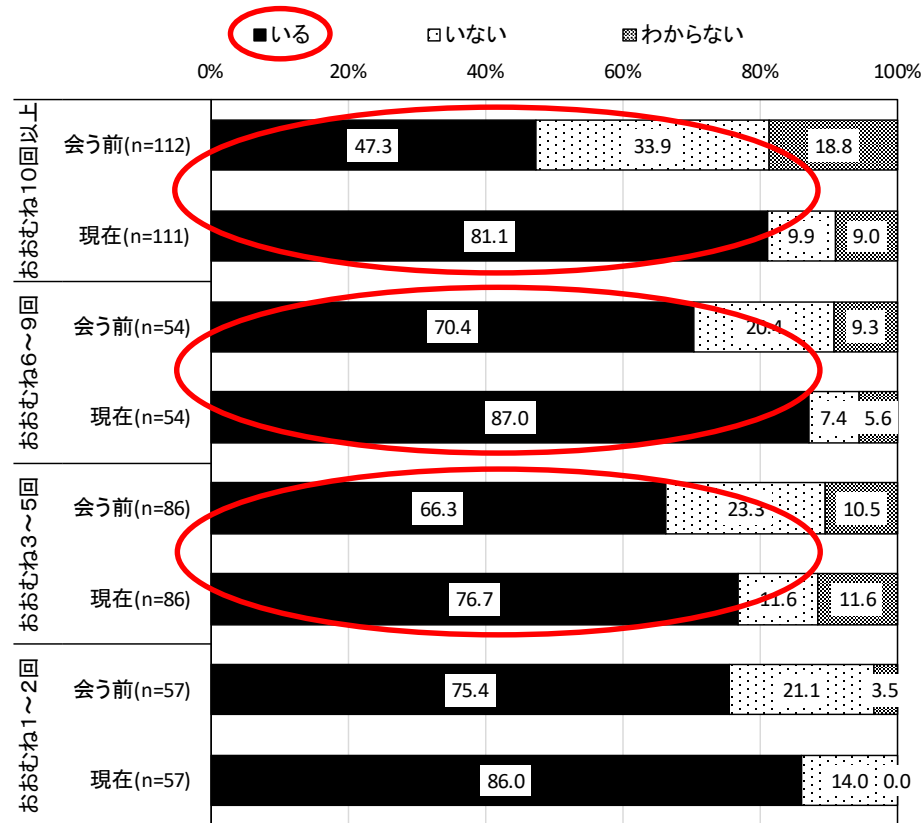 ■いる □いない ▩わからない
0% 20% 40% 60% 80% 100%
おおむね10回以上
会う前(n=112) 47.3 33.9 18.8
現在(n=111) 81.1 9.9 9.0
おおむね6～9回
会う前(n=54) 70.4 20.4 9.3
現在(n=54) 87.0 7.4 5.6
おおむね3～5回
会う前(n=86) 66.3 23.3 10.5
現在(n=86) 76.7 11.6 11.6
おおむね1～2回
会う前(n=57) 75.4 21.1 3.5
現在(n=57) 86.0 14.0 0.0